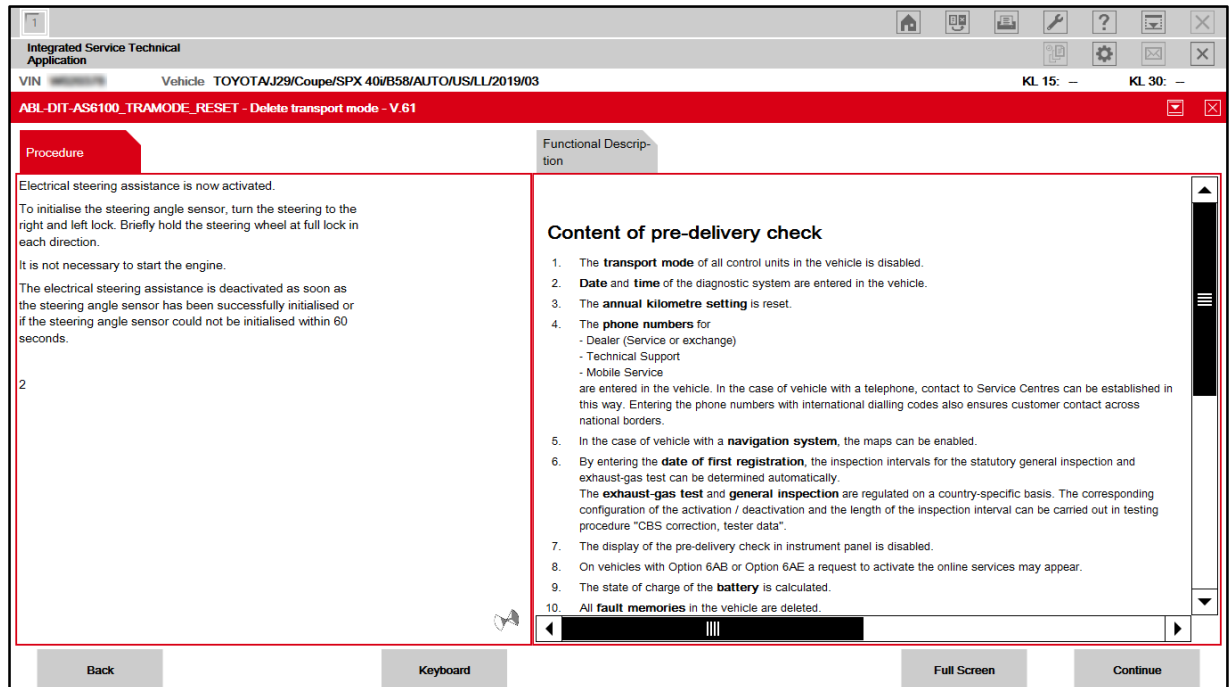 1
?
Integrated Service Technical
Application
VIN Vehicle TOYOTA/J29/Coupe/SPX 40i/B58/AUTO/US/LL/2019/03 KL 15: – KL 30: –
ABL-DIT-AS6100_TRAMODE_RESET - Delete transport mode - V.61
Procedure
Electrical steering assistance is now activated.
To initialise the steering angle sensor, turn the steering to the
right and left lock. Briefly hold the steering wheel at full lock in
each direction.
It is not necessary to start the engine.
The electrical steering assistance is deactivated as soon as
the steering angle sensor has been successfully initialised or
if the steering angle sensor could not be initialised within 60
seconds.
2
Functional Descrip-
tion
Content of pre-delivery check
1. The transport mode of all control units in the vehicle is disabled.
2. Date and time of the diagnostic system are entered in the vehicle.
3. The annual kilometre setting is reset.
4. The phone numbers for
- Dealer (Service or exchange)
- Technical Support
- Mobile Service
are entered in the vehicle. In the case of vehicle with a telephone, contact to Service Centres can be established in
this way. Entering the phone numbers with international dialling codes also ensures customer contact across
national borders.
5. In the case of vehicle with a navigation system, the maps can be enabled.
6. By entering the date of first registration, the inspection intervals for the statutory general inspection and
exhaust-gas test can be determined automatically.
The exhaust-gas test and general inspection are regulated on a country-specific basis. The corresponding
configuration of the activation / deactivation and the length of the inspection interval can be carried out in testing
procedure "CBS correction, tester data".
7. The display of the pre-delivery check in instrument panel is disabled.
8. On vehicles with Option 6AB or Option 6AE a request to activate the online services may appear.
9. The state of charge of the battery is calculated.
10. All fault memories in the vehicle are deleted.
Back Keyboard Full Screen Continue